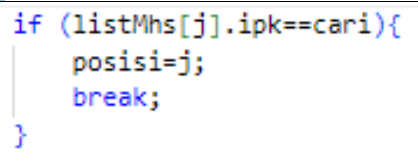 if (listMhs[j].ipk==cari){
    posisi=j;
    break;
}